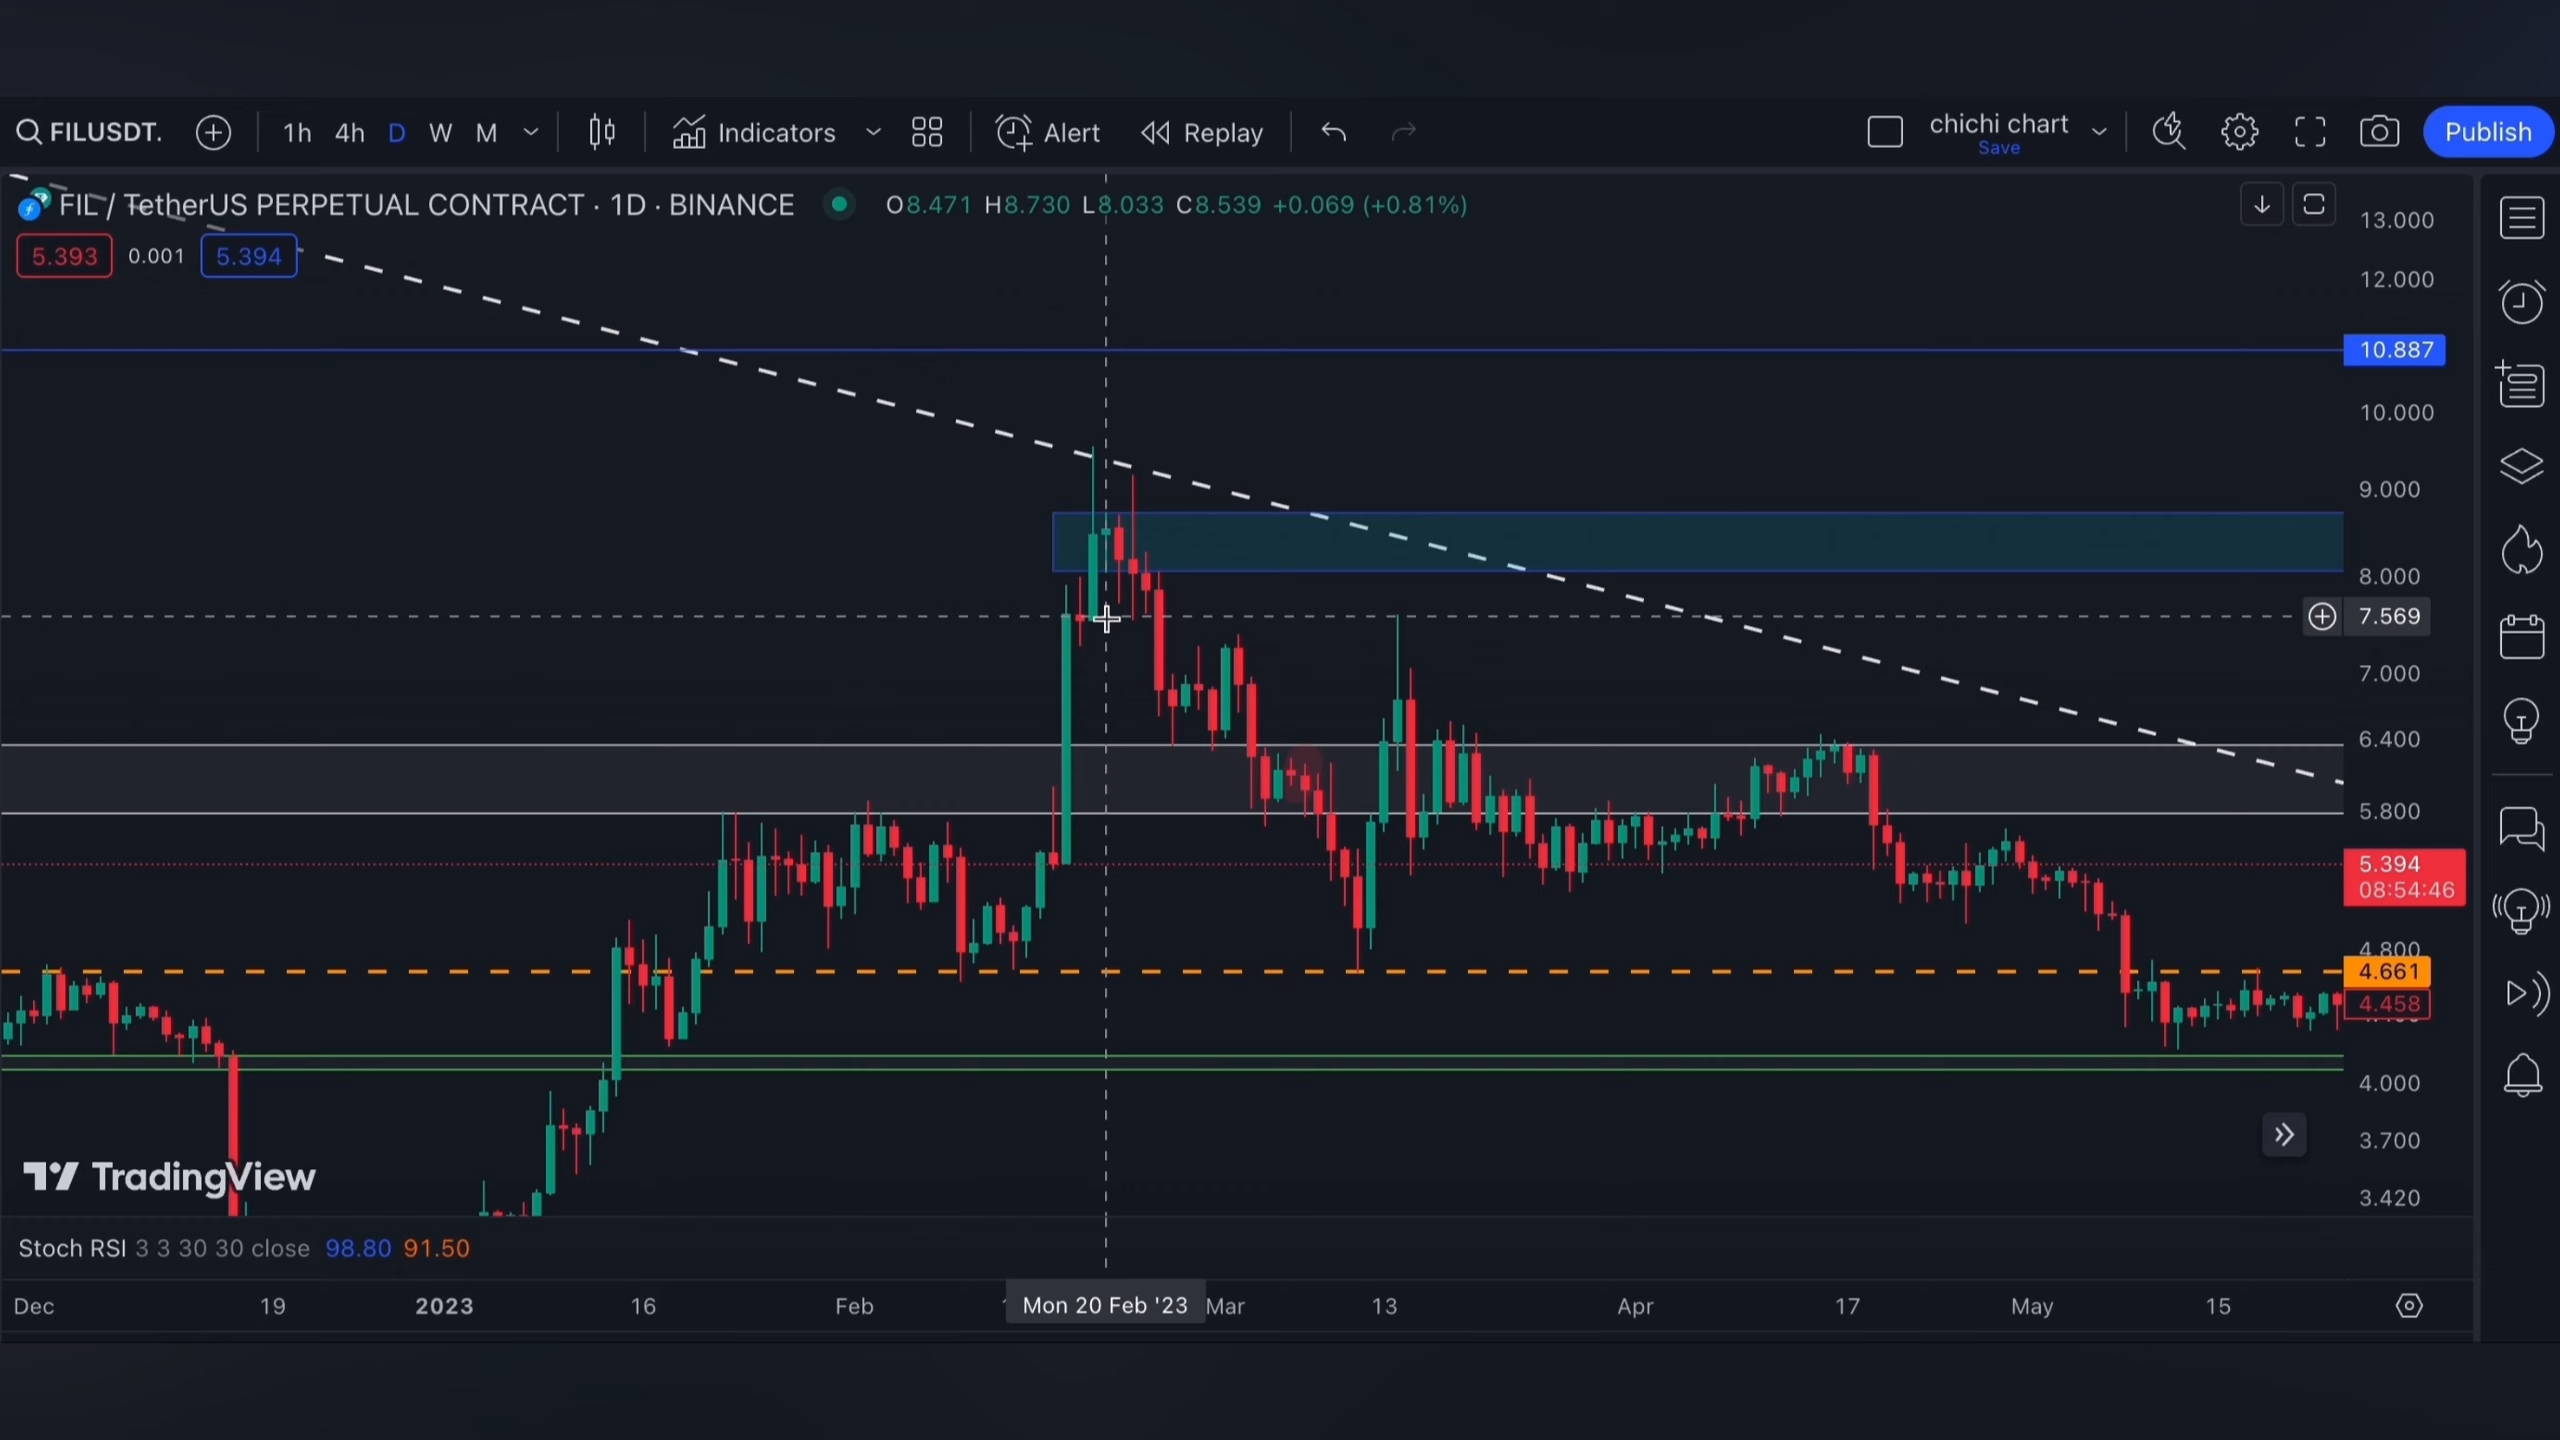 FILUSDT.
1h 4h D W M
Indicators
Alert
Replay
chichi chart
Save
Publish
FIL / TetherUS PERPETUAL CONTRACT · 1D · BINANCE
O8.471 H8.730 L8.033 C8.539 +0.069 (+0.81%)
5.393 0.001 5.394
13.000
12.000
10.887
10.000
9.000
8.000
7.569
7.000
6.400
5.800
5.394
08:54:46
4.800
4.661
4.458
4.000
3.700
3.420
TradingView
Stoch RSI 3 3 30 30 close 98.80 91.50
Dec 19 2023 16 Feb Mon 20 Feb '23 Mar 13 Apr 17 May 15